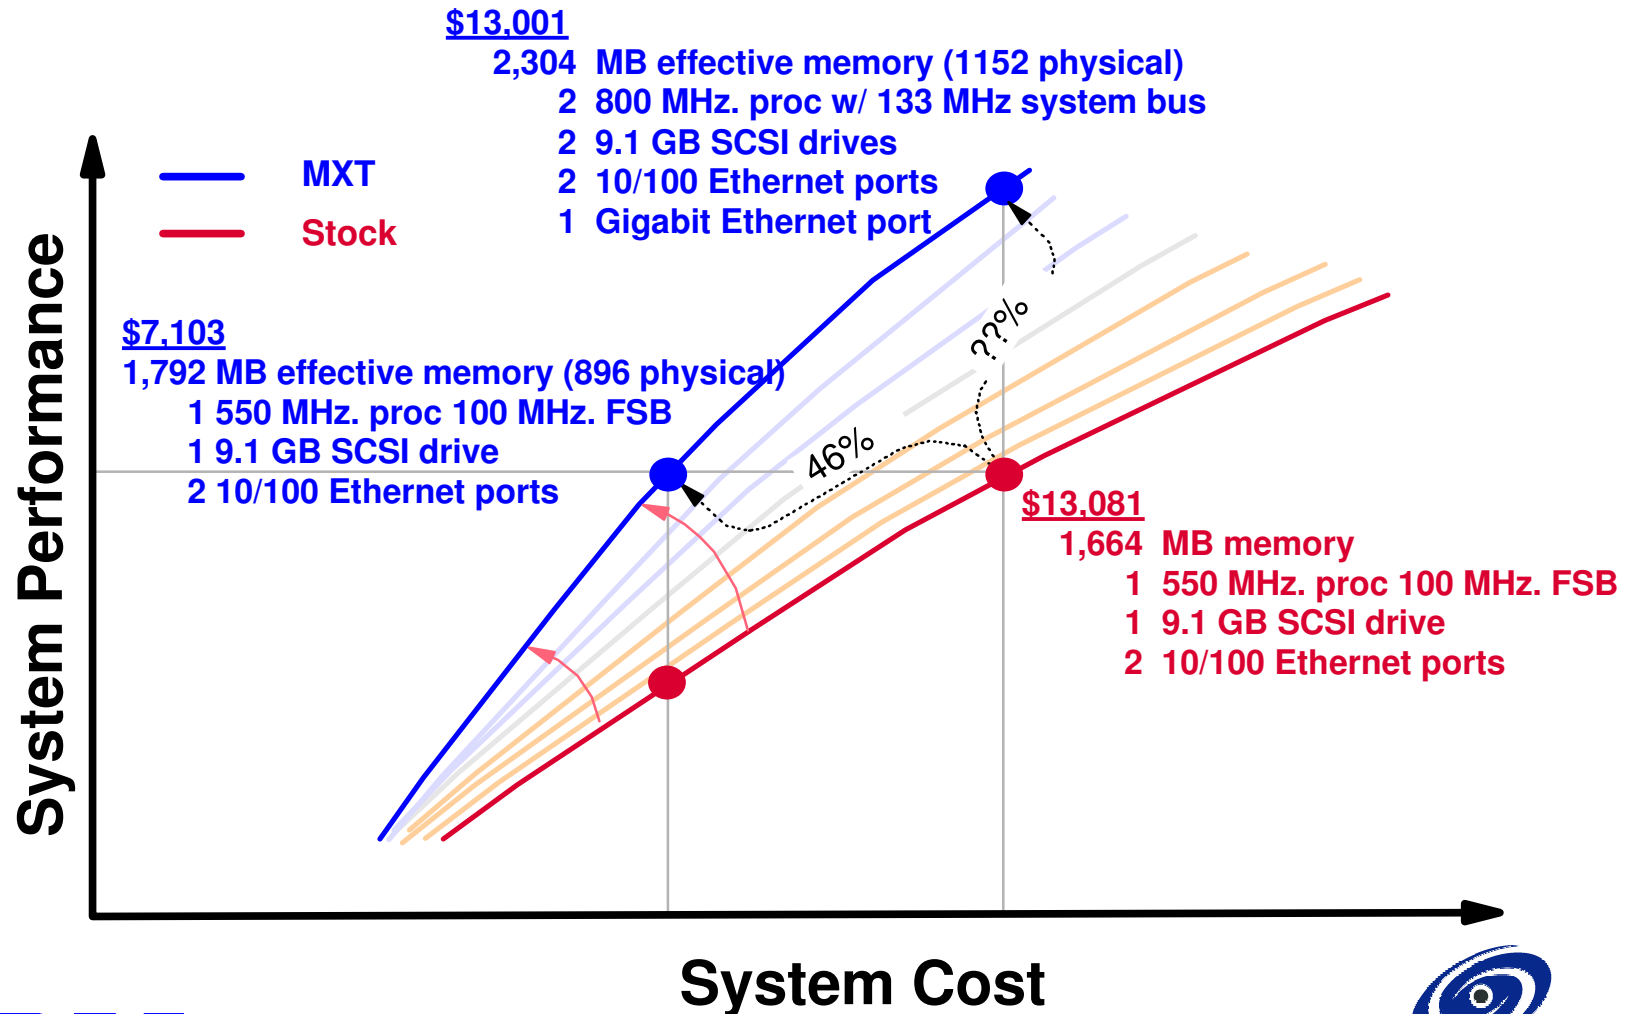 $13,001
2,304 MB effective memory (1152 physical)
2 800 MHz. proc w/ 133 MHz system bus
2 9.1 GB SCSI drives
2 10/100 Ethernet ports
1 Gigabit Ethernet port
MXT
Stock
System Performance
$7,103
1,792 MB effective memory (896 physical)
1 550 MHz. proc 100 MHz. FSB
1 9.1 GB SCSI drive
2 10/100 Ethernet ports
??%
46%
$13,081
1,664 MB memory
1 550 MHz. proc 100 MHz. FSB
1 9.1 GB SCSI drive
2 10/100 Ethernet ports
System Cost